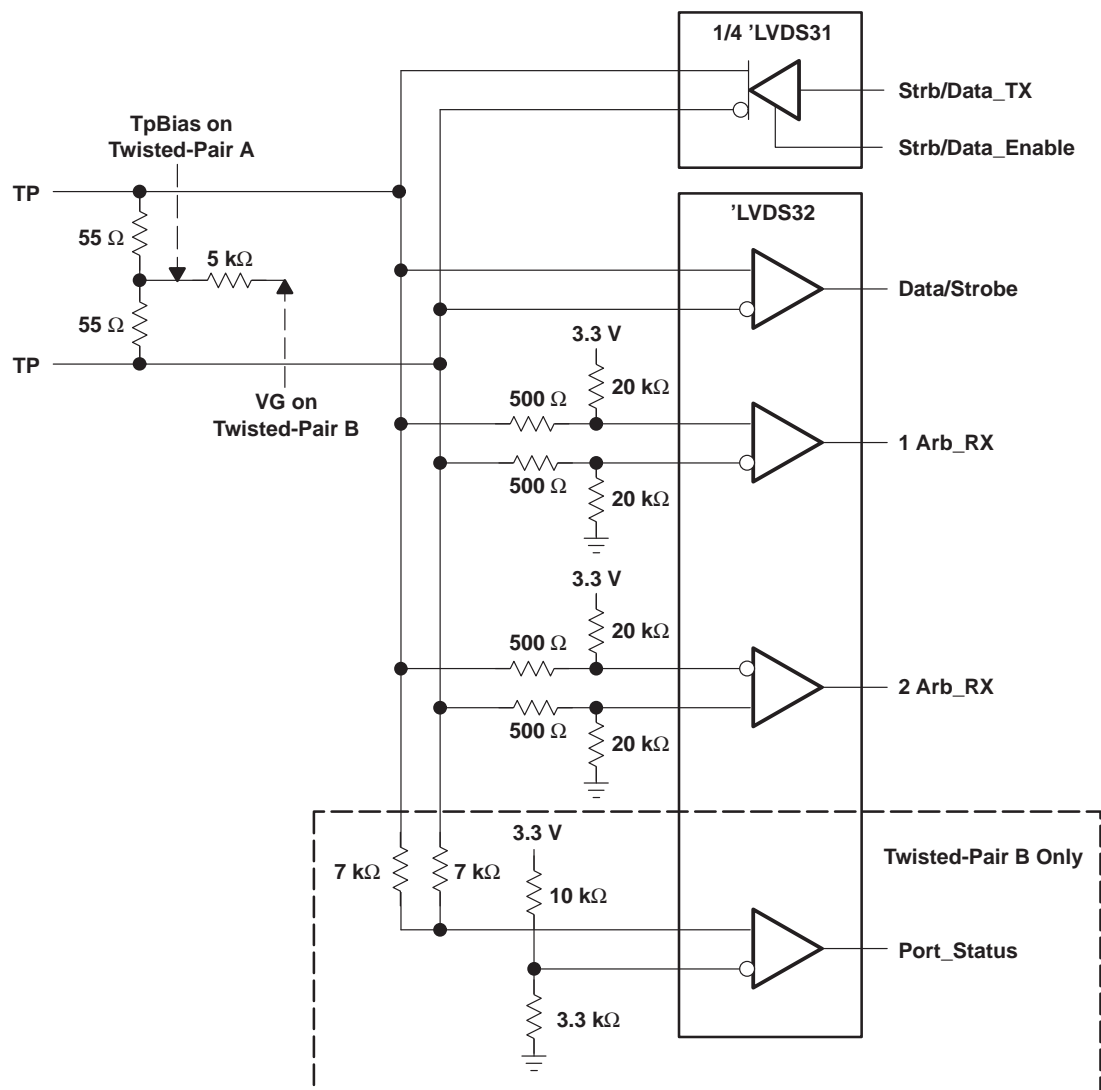 1/4 ’LVDS31
Strb/Data_TX
Strb/Data_Enable
TpBias on
Twisted-Pair A
TP
55 Ω
5 kΩ
55 Ω
TP
VG on
Twisted-Pair B
’LVDS32
Data/Strobe
3.3 V
500 Ω
20 kΩ
1 Arb_RX
500 Ω
20 kΩ
3.3 V
500 Ω
20 kΩ
2 Arb_RX
500 Ω
20 kΩ
3.3 V
Twisted-Pair B Only
7 kΩ
7 kΩ
10 kΩ
Port_Status
3.3 kΩ